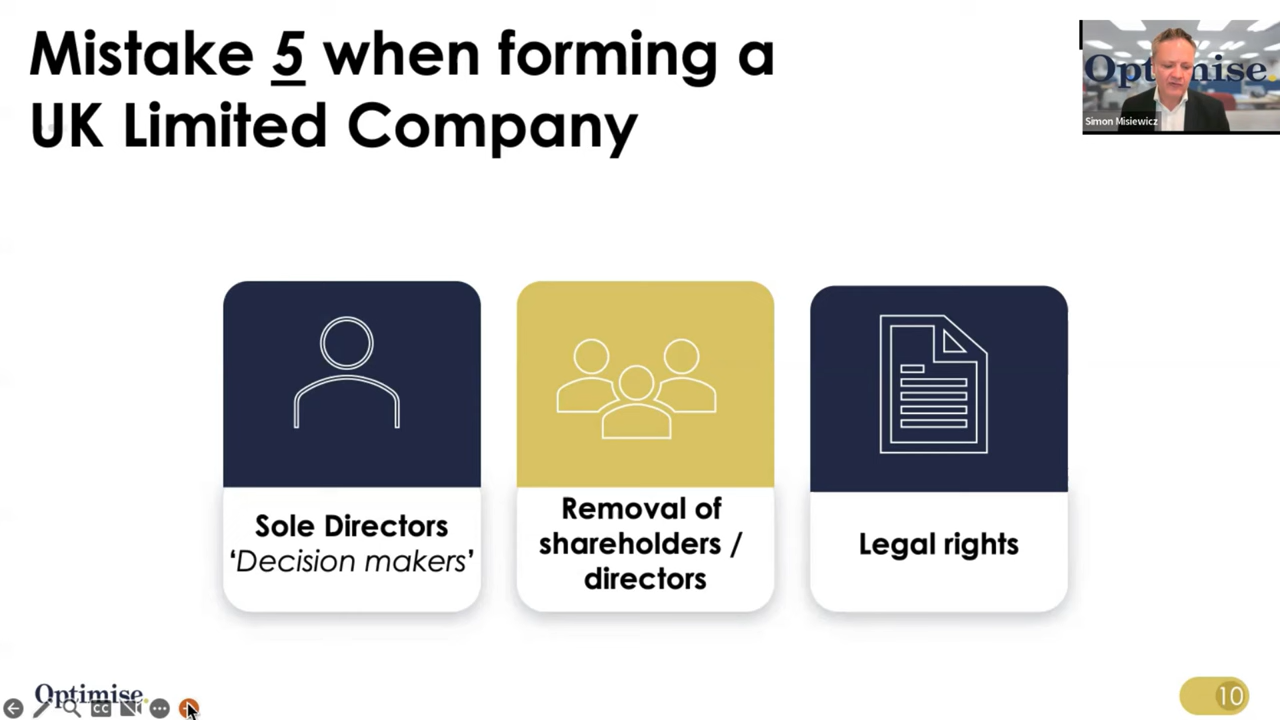 Mistake 5 when forming a
UK Limited Company
Optimise.
Simon Misiewicz
Sole Directors
'Decision makers'
Removal of
shareholders /
directors
Legal rights
Optimise.
CC
10